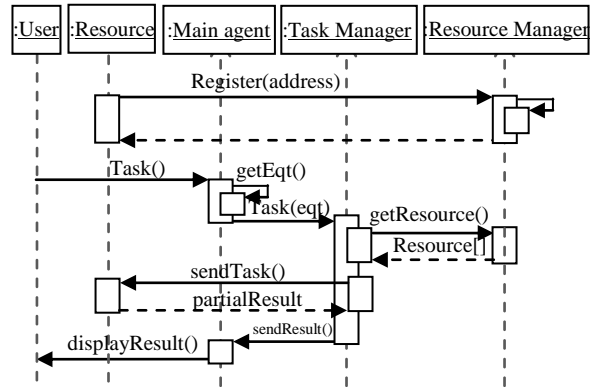 :User :Resource :Main agent :Task Manager :Resource Manager
Register(address)
Task()
getEqt()
Task(eqt)
getResource()
Resource[]
sendTask()
partialResult
sendResult()
displayResult()